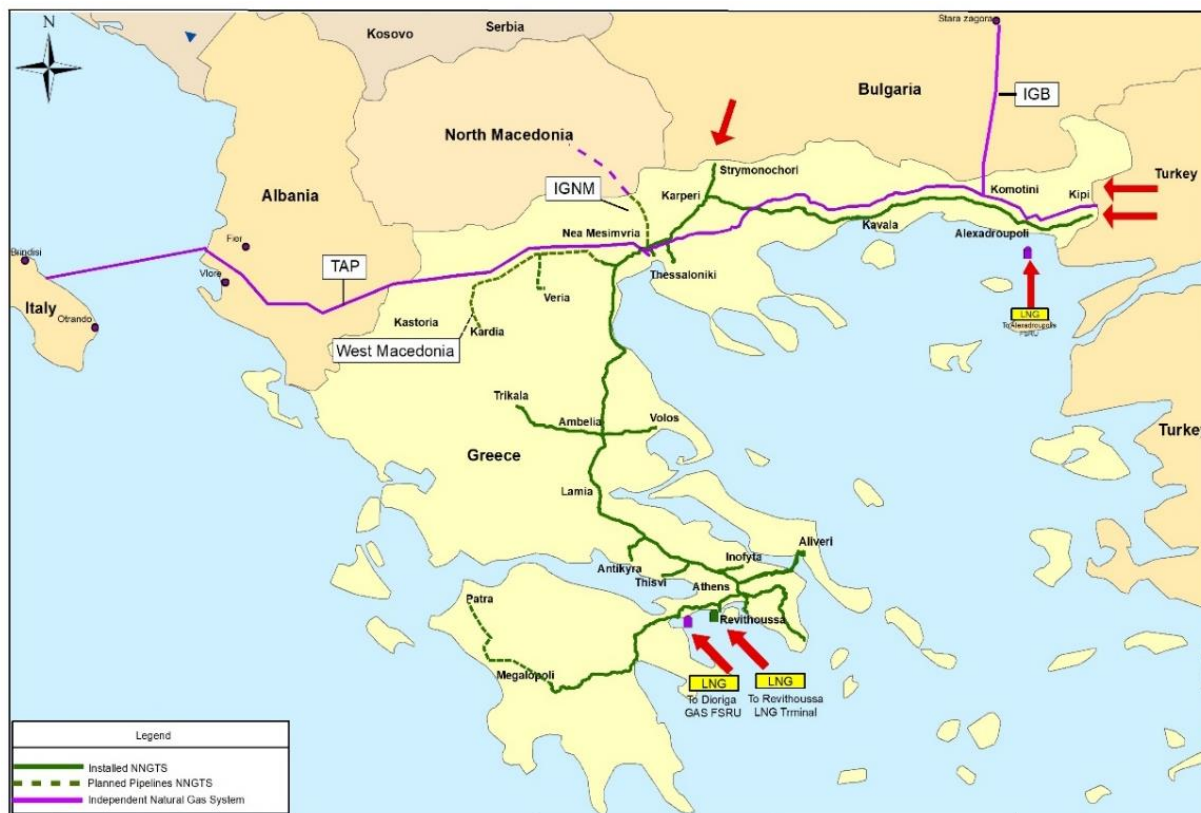 Stara zagora
N
Kosovo
Serbia
Bulgaria
IGB
North Macedonia
Strymonochori
Turkey
Albania
IGNM
Karperi
Komotini
Kipi
Nea Mesimvria
Kavala
Alexadroupoli
Fier
Brindisi
TAP
Thessaloniki
Vlore
Veria
Italy
Otrando
Kastoria
Kardia
LNG
To Alexadroupolis
FSRU
West Macedonia
Trikala
Ambelia
Volos
Turkey
Greece
Lamia
Aliveri
Inofyta
Antikyra
Thisvi
Athens
Patra
Revithoussa
Megalopoli
LNG
To Dioriga
GAS FSRU
LNG
To Revithoussa
LNG Trminal
Legend
Installed NNGTS
Planned Pipelines NNGTS
Independent Natural Gas System